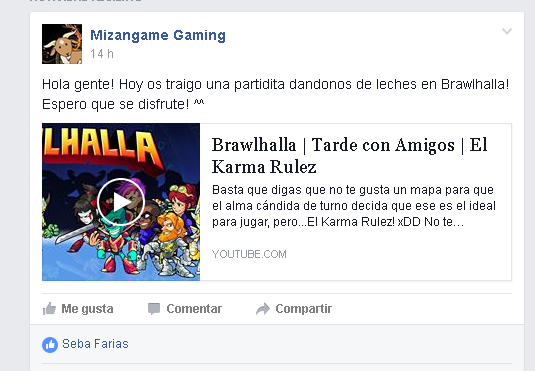 Mizangame Gaming
14 h
Hola gente! Hoy os traigo una partidita dandonos de leches en Brawlhalla!
Espero que se disfrute! ^^
LHALLA
Brawlhalla | Tarde con Amigos | El
Karma Rulez
Basta que digas que no te gusta un mapa para que
el alma cándida de turno decida que ese es el ideal
para jugar, pero...El Karma Rulez! xDD No te...
YOUTUBE.COM
Me gusta Comentar Compartir
Seba Farias